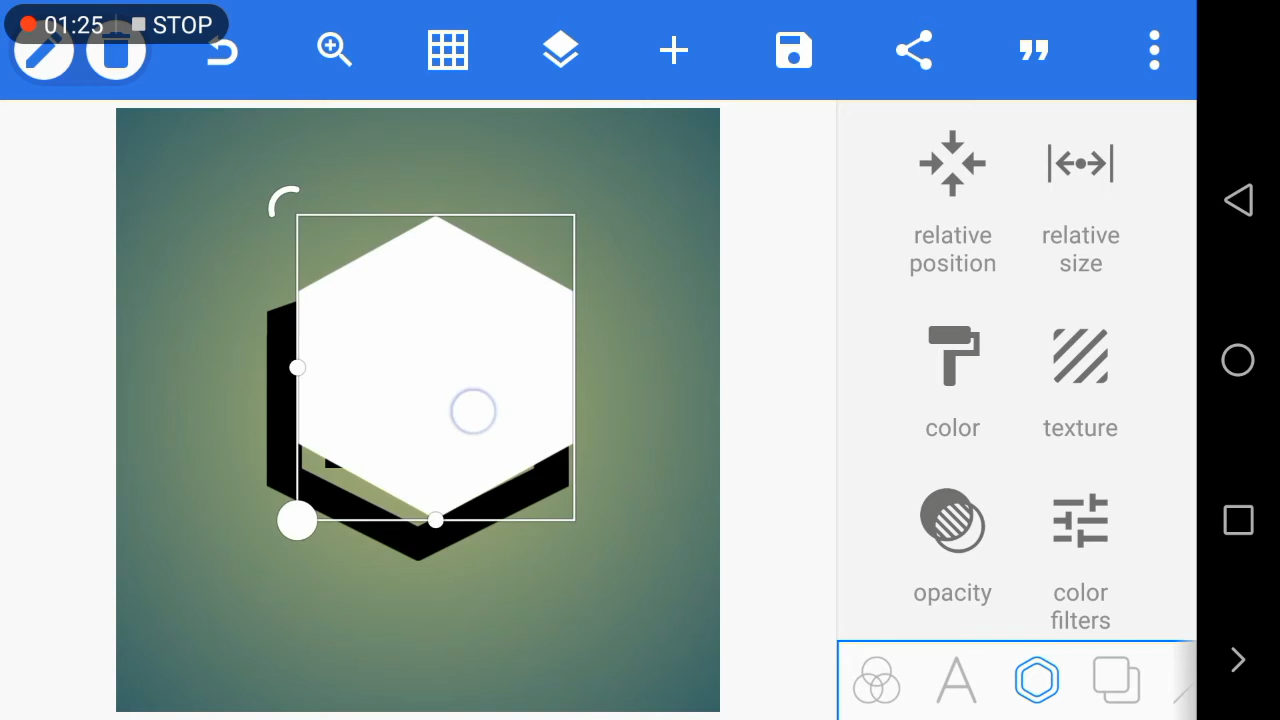 01:25
STOP
relative
position
relative
size
color
texture
opacity
color
filters